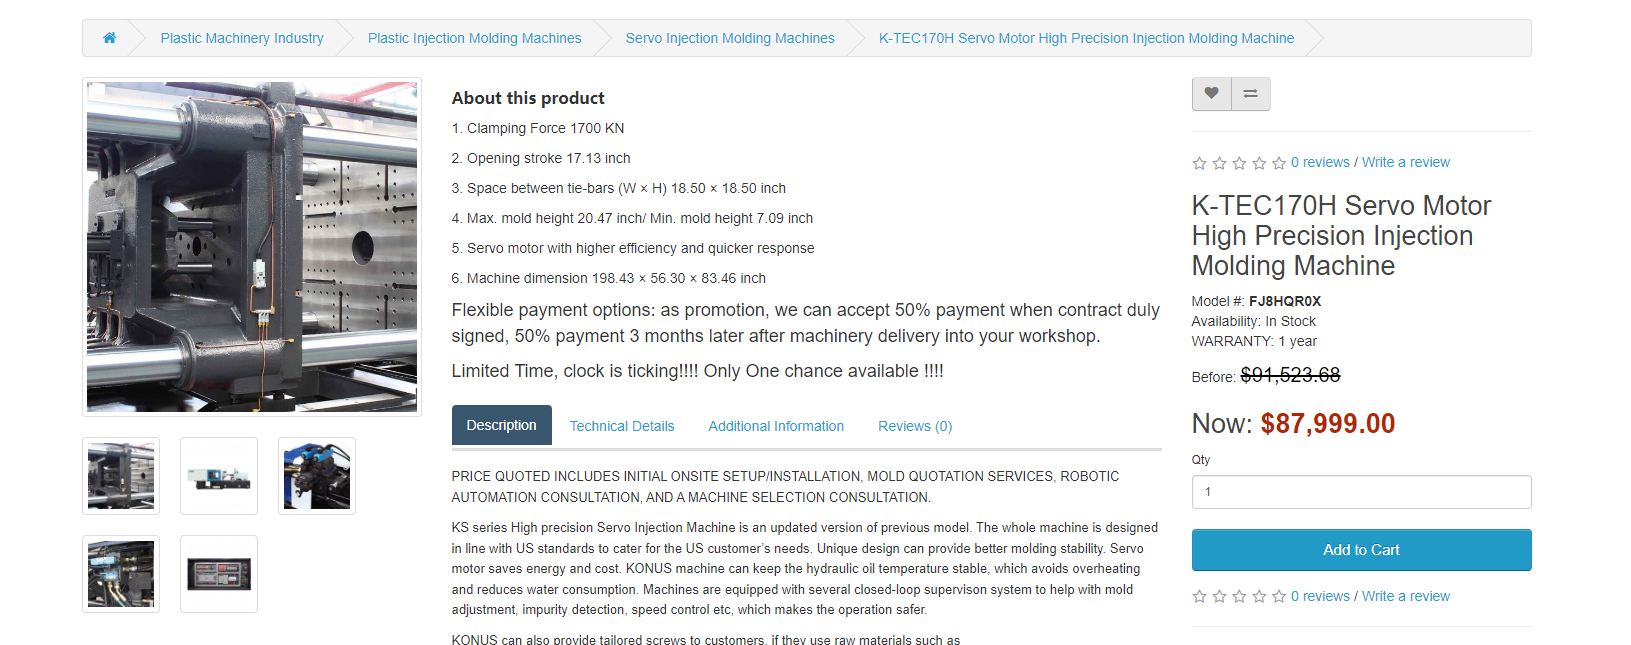 Plastic Machinery Industry
Plastic Injection Molding Machines
Servo Injection Molding Machines
K-TEC170H Servo Motor High Precision Injection Molding Machine
About this product
1. Clamping Force 1700 KN
2. Opening stroke 17.13 inch
3. Space between tie-bars (W × H) 18.50 × 18.50 inch
4. Max. mold height 20.47 inch/ Min. mold height 7.09 inch
5. Servo motor with higher efficiency and quicker response
6. Machine dimension 198.43 × 56.30 × 83.46 inch
Flexible payment options: as promotion, we can accept 50% payment when contract duly
signed, 50% payment 3 months later after machinery delivery into your workshop.
Limited Time, clock is ticking!!!! Only One chance available !!!!
Description
Technical Details
Additional Information
Reviews (0)
PRICE QUOTED INCLUDES INITIAL ONSITE SETUP/INSTALLATION, MOLD QUOTATION SERVICES, ROBOTIC
AUTOMATION CONSULTATION, AND A MACHINE SELECTION CONSULTATION.
KS series High precision Servo Injection Machine is an updated version of previous model. The whole machine is designed
in line with US standards to cater for the US customer’s needs. Unique design can provide better molding stability. Servo
motor saves energy and cost. KONUS machine can keep the hydraulic oil temperature stable, which avoids overheating
and reduces water consumption. Machines are equipped with several closed-loop supervison system to help with mold
adjustment, impurity detection, speed control etc, which makes the operation safer.
KONUS can also provide tailored screws to customers, if they use raw materials such as
0 reviews / Write a review
K-TEC170H Servo Motor
High Precision Injection
Molding Machine
Model #: FJ8HQR0X
Availability: In Stock
WARRANTY: 1 year
Before: $91,523.68
Now: $87,999.00
Qty
1
Add to Cart
0 reviews / Write a review